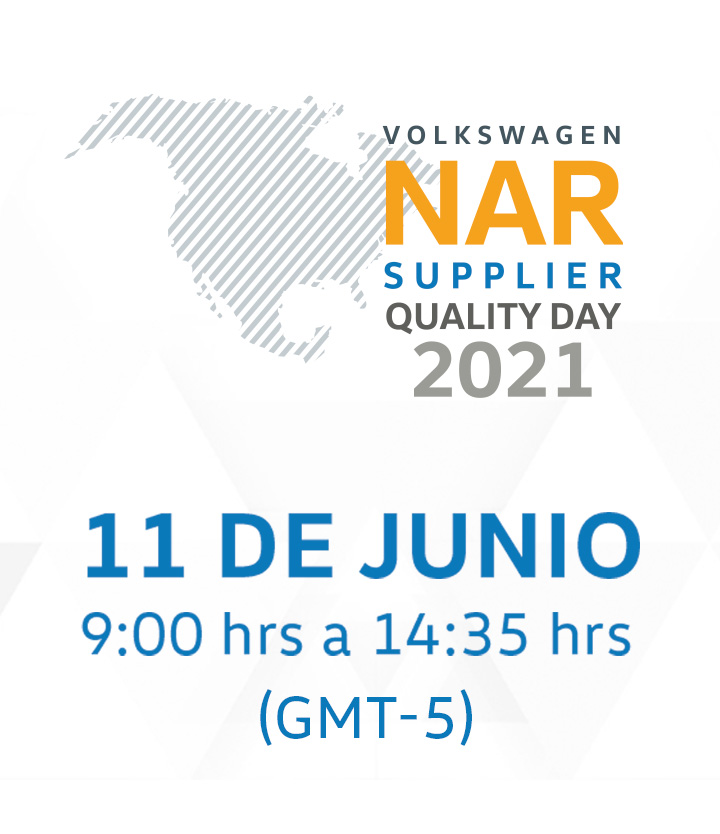 VOLKSWAGEN
NAR
SUPPLIER
QUALITY DAY
2021
11 DE JUNIO
9:00 hrs a 14:35 hrs
(GMT-5)